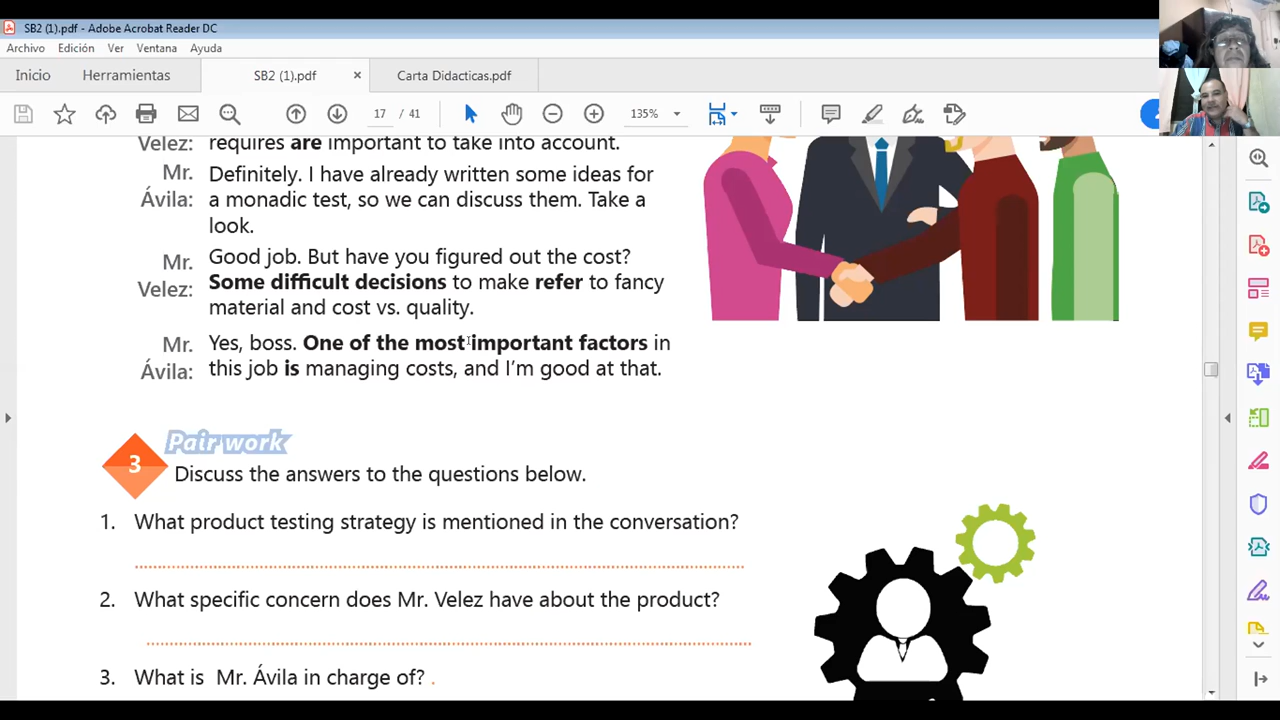 SB2 (1).pdf - Adobe Acrobat Reader DC
Archivo Edición Ver Ventana Ayuda
Inicio Herramientas SB2 (1).pdf × Carta Didacticas.pdf
17 / 41 135%
Velez: requires are important to take into account.
Mr. Ávila: Definitely. I have already written some ideas for
a monadic test, so we can discuss them. Take a
look.
Mr. Velez: Good job. But have you figured out the cost?
Some difficult decisions to make refer to fancy
material and cost vs. quality.
Mr. Ávila: Yes, boss. One of the most important factors in
this job is managing costs, and I'm good at that.
Pair work
3 Discuss the answers to the questions below.
1. What product testing strategy is mentioned in the conversation?
2. What specific concern does Mr. Velez have about the product?
3. What is Mr. Ávila in charge of? .